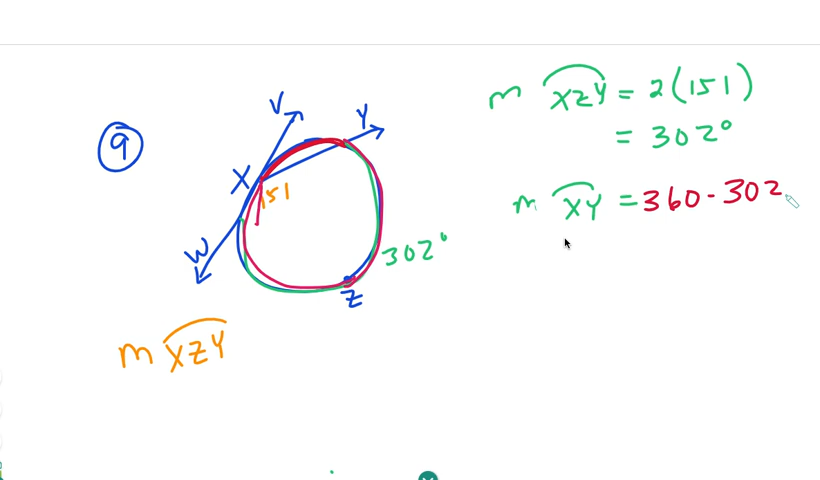 9
V
Y
X
151
W
302°
Z
m XZY
m XZY = 2(151)
= 302°
m XY = 360-302